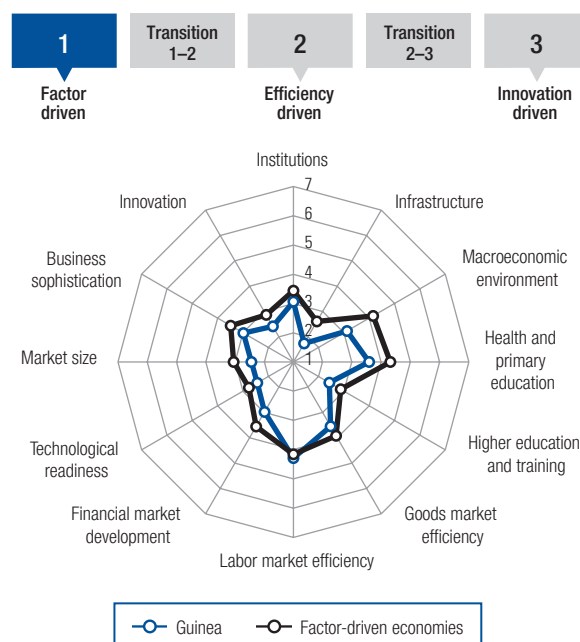 1
Transition
1–2
2
Transition
2–3
3
Factor
driven
Efficiency
driven
Innovation
driven
Institutions
Infrastructure
Macroeconomic
environment
Health and
primary
education
Higher education
and training
Goods market
efficiency
Labor market efficiency
Financial market
development
Technological
readiness
Market size
Business
sophistication
Innovation
7
6
5
4
3
2
1
Guinea
Factor-driven economies